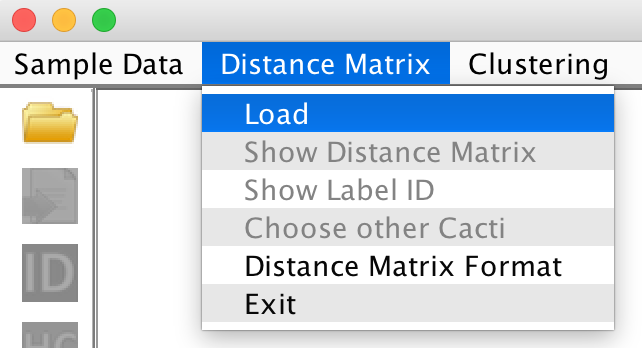 Sample Data Distance Matrix Clustering
Load
Show Distance Matrix
Show Label ID
Choose other Cacti
ID
Distance Matrix Format
Exit
HC